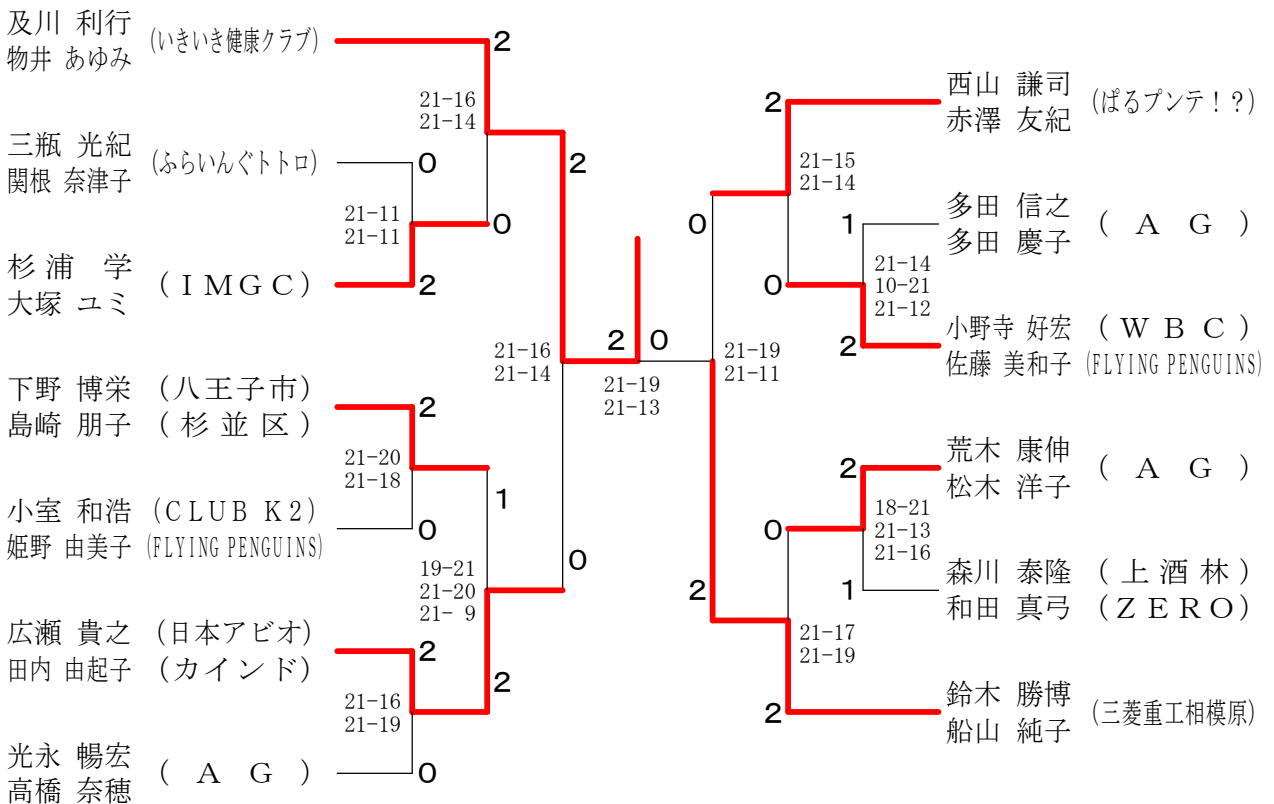 及川 利行 (いきいき健康クラブ)
物井 あゆみ
2
21-16
21-14
三瓶 光紀 (ふらいんぐトトロ)
関根 奈津子
0
21-11
21-11
0
杉浦 学 (IMGC)
大塚 ユミ
2
2
21-16
21-14
下野 博栄 (八王子市)
島崎 朋子 (杉並区)
2
21-20
21-18
1
小室 和浩 (CLUB K2)
姫野 由美子 (FLYING PENGUINS)
0
19-21
21-20
21- 9
0
広瀬 貴之 (日本アビオ)
田内 由起子 (カインド)
2
21-16
21-19
2
光永 暢宏 (AG)
高橋 奈穂
0
2 0
21-19
21-13
西山 謙司 (ぱるプンテ!?)
赤澤 友紀
2
21-15
21-14
0
多田 信之 (AG)
多田 慶子
1
21-14
10-21
21-12
0
小野寺 好宏 (WBC)
佐藤 美和子 (FLYING PENGUINS)
2
21-19
21-11
荒木 康伸 (AG)
松木 洋子
2
18-21
21-13
21-16
0
森川 泰隆 (上酒林)
和田 真弓 (ZERO)
1
2
21-17
21-19
鈴木 勝博 (三菱重工相模原)
船山 純子
2